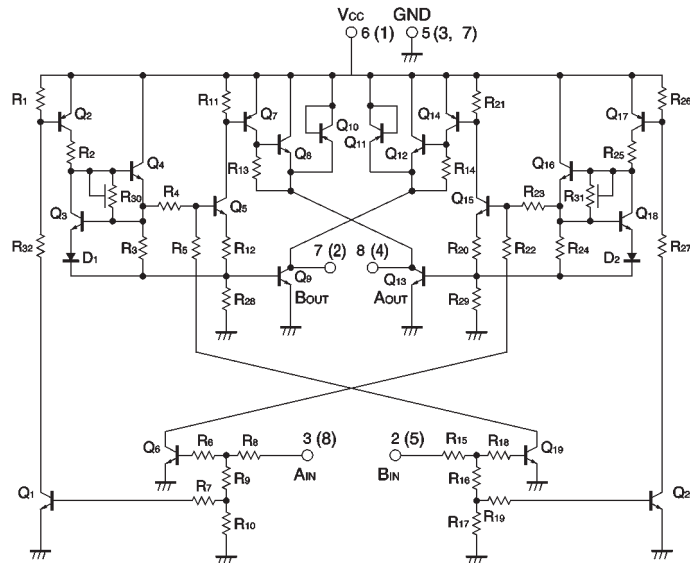 VCC GND
6 (1) 5 (3, 7)
R1 Q2 R11 Q7 Q10 Q14 R21 Q17 R26
Q8 Q11 Q12
R2 Q4 R13 R14 Q16 R25
R30 R4 R23 R31
Q3 Q5 Q15 Q18
R32 R3 R5 R12 R20 R22 R24 R27
D1 7 (2) 8 (4) D2
Q9 Q13
R28 BOUT AOUT R29
Q6 R6 R8 3 (8) 2 (5) R15 R18 Q19
AIN BIN
R9 R16
Q1 R7 Q2
R10 R17 R19